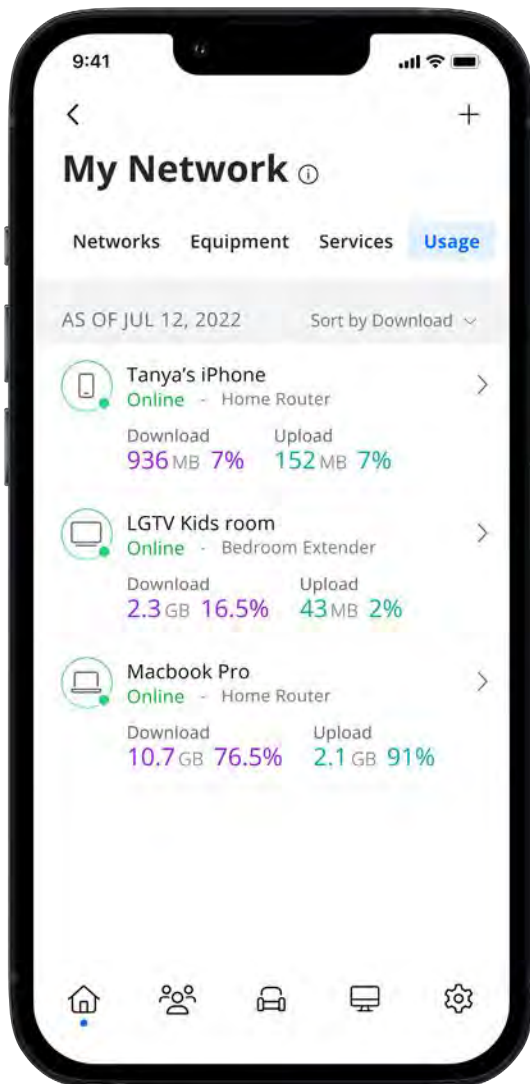 9:41
My Network
Networks Equipment Services Usage
AS OF JUL 12, 2022 Sort by Download
Tanya's iPhone
Online - Home Router
Download Upload
936 MB 7% 152 MB 7%
LGTV Kids room
Online - Bedroom Extender
Download Upload
2.3 GB 16.5% 43 MB 2%
Macbook Pro
Online - Home Router
Download Upload
10.7 GB 76.5% 2.1 GB 91%